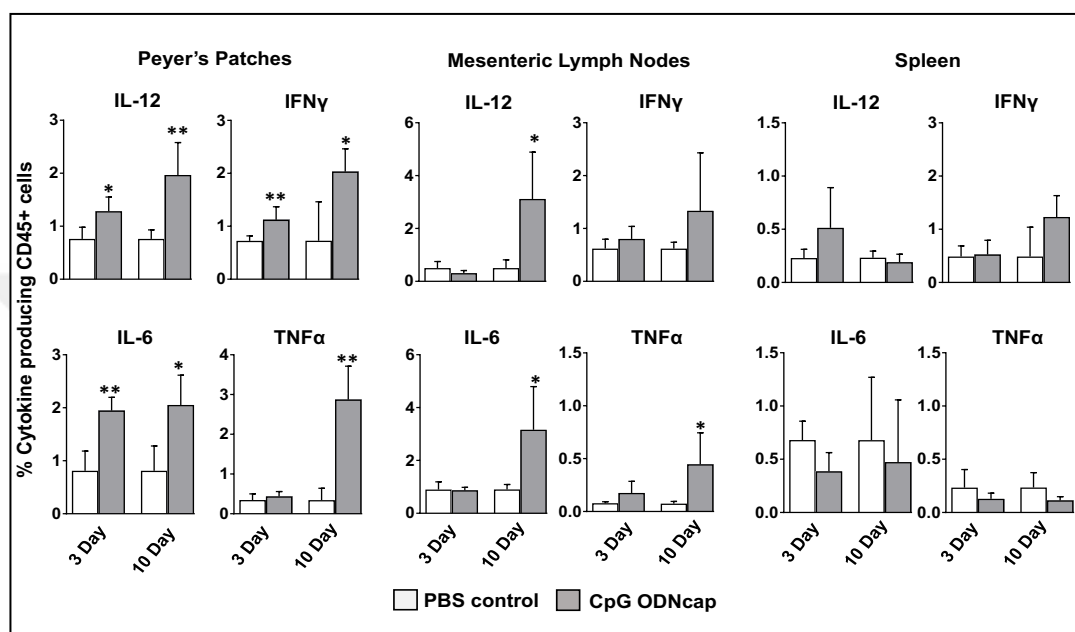 Peyer's Patches
Mesenteric Lymph Nodes
Spleen
% Cytokine producing CD45+ cells
IL-12
3
2
1
0
*
**
IFNγ
3
2
1
0
**
*
IL-12
6
4
2
0
*
IFNγ
3
2
1
0
IL-12
1.5
1.0
0.5
0.0
IFNγ
3
2
1
0
IL-6
3
2
1
0
**
*
3 Day
10 Day
TNFα
4
3
2
1
0
**
3 Day
10 Day
IL-6
6
4
2
0
*
3 Day
10 Day
TNFα
1.5
1.0
0.5
0.0
*
3 Day
10 Day
IL-6
1.5
1.0
0.5
0.0
3 Day
10 Day
TNFα
1.5
1.0
0.5
0.0
3 Day
10 Day
PBS control
CpG ODNcap